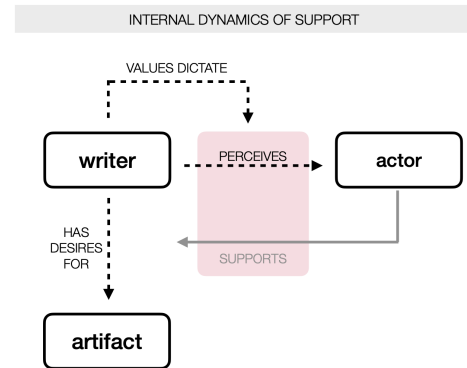 INTERNAL DYNAMICS OF SUPPORT
VALUES DICTATE
writer
PERCEIVES
actor
HAS
DESIRES
FOR
SUPPORTS
artifact